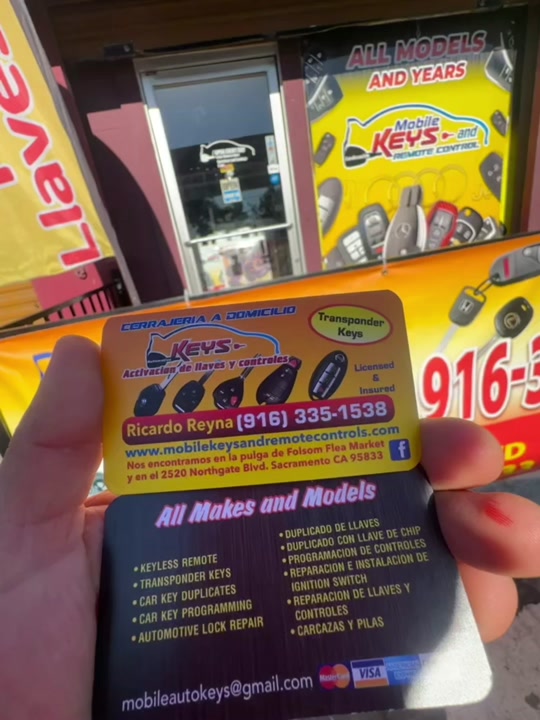 Llaves
ALL MODELS
AND YEARS
Mobile
KEYS and
REMOTE CONTROL
916-3
CERRAJERIA A DOMICILIO
KEYS
Activacion de llaves y controles
Transponder
Keys
Licensed
&
Insured
Ricardo Reyna (916) 335-1538
www.mobilekeysandremotecontrols.com
Nos encontramos en la pulga de Folsom Flea Market
y en el 2520 Northgate Blvd. Sacramento CA 95833
f
All Makes and Models
• KEYLESS REMOTE
• TRANSPONDER KEYS
• CAR KEY DUPLICATES
• CAR KEY PROGRAMMING
• AUTOMOTIVE LOCK REPAIR
• DUPLICADO DE LLAVES
• DUPLICADO CON LLAVE DE CHIP
• PROGRAMACION DE CONTROLES
• REPARACION E INSTALACION DE
IGNITION SWITCH
• REPARACION DE LLAVES Y
CONTROLES
• CARCAZAS Y PILAS
mobileautokeys@gmail.com
MasterCard
VISA